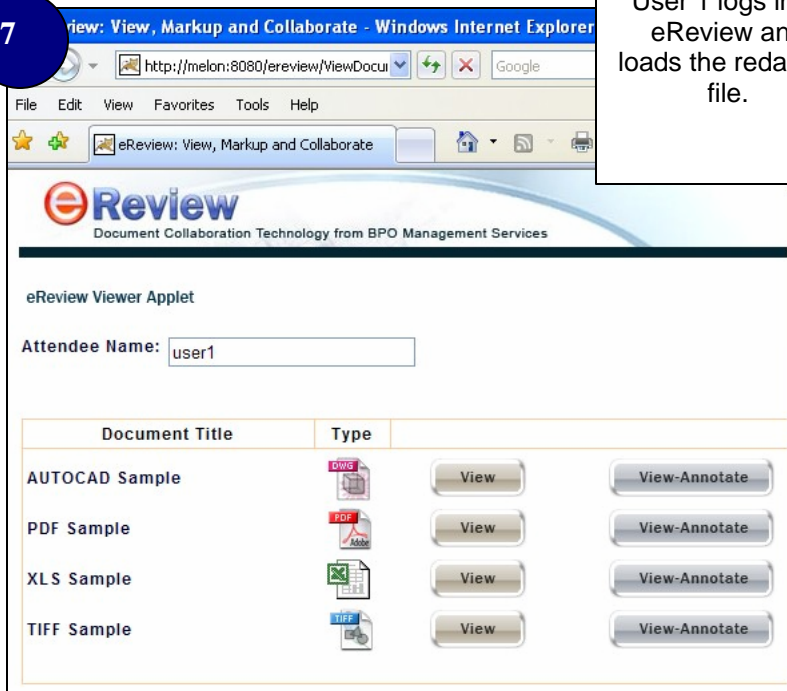 7
view: View, Markup and Collaborate - Windows Internet Explorer
User 1 logs in
eReview an
loads the reda
file.
http://melon:8080/ereview/ViewDocu
Google
File Edit View Favorites Tools Help
eReview: View, Markup and Collaborate
eReview
Document Collaboration Technology from BPO Management Services
eReview Viewer Applet
Attendee Name: user1
Document Title Type
AUTOCAD Sample DWG View View-Annotate
PDF Sample PDF Adobe View View-Annotate
XLS Sample View View-Annotate
TIFF Sample TIFF View View-Annotate